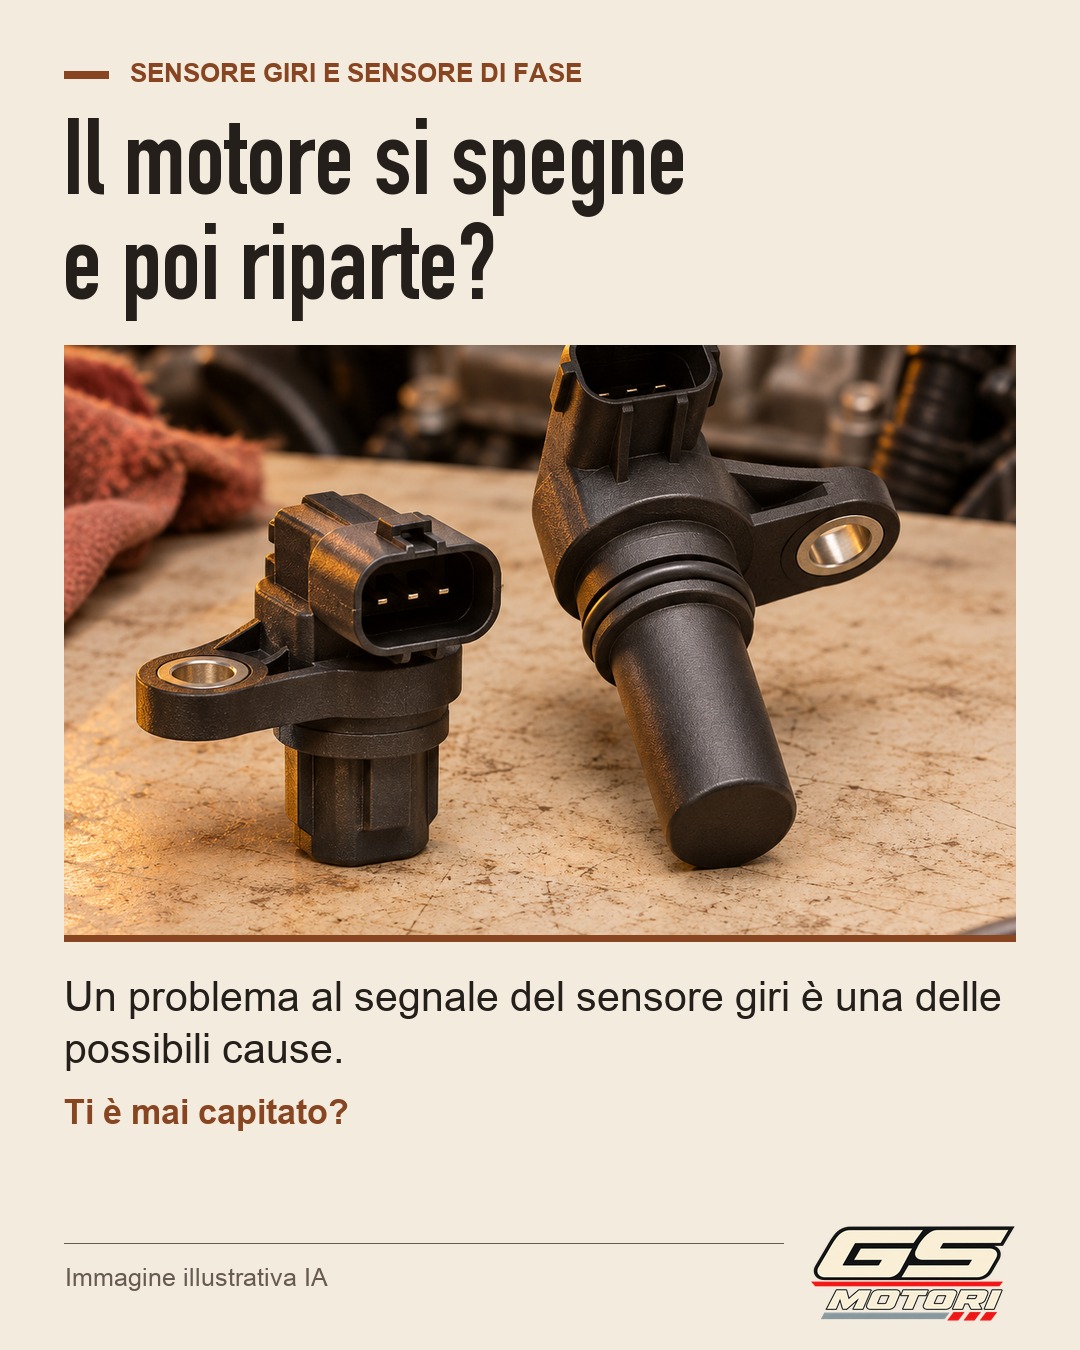 SENSORE GIRI E SENSORE DI FASE
Il motore si spegne
e poi riparte?
Un problema al segnale del sensore giri è una delle
possibili cause.
Ti è mai capitato?
Immagine illustrativa IA
GS
MOTORI